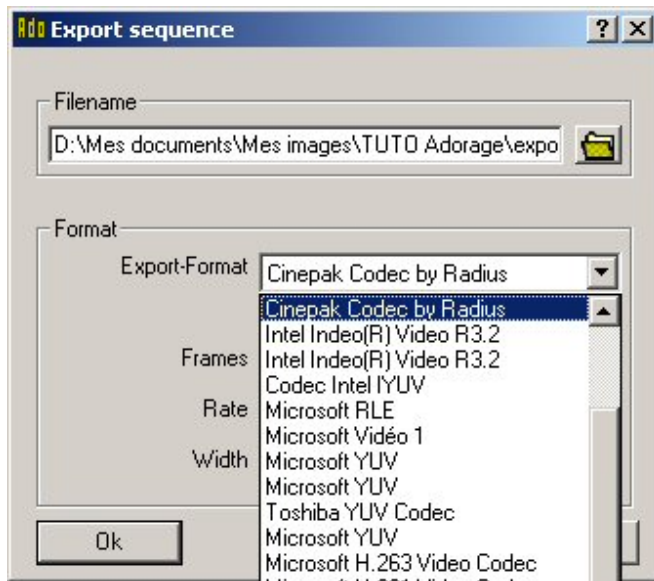 Ado Export sequence
Filename
D:\Mes documents\Mes images\TUTO Adorage\expo
Format
Export-Format
Cinepak Codec by Radius
Cinepak Codec by Radius
Intel Indeo(R) Video R3.2
Frames
Intel Indeo(R) Video R3.2
Codec Intel IYUV
Rate
Microsoft RLE
Microsoft Vidéo 1
Width
Microsoft YUV
Microsoft YUV
Toshiba YUV Codec
Ok
Microsoft YUV
Microsoft H.263 Video Codec